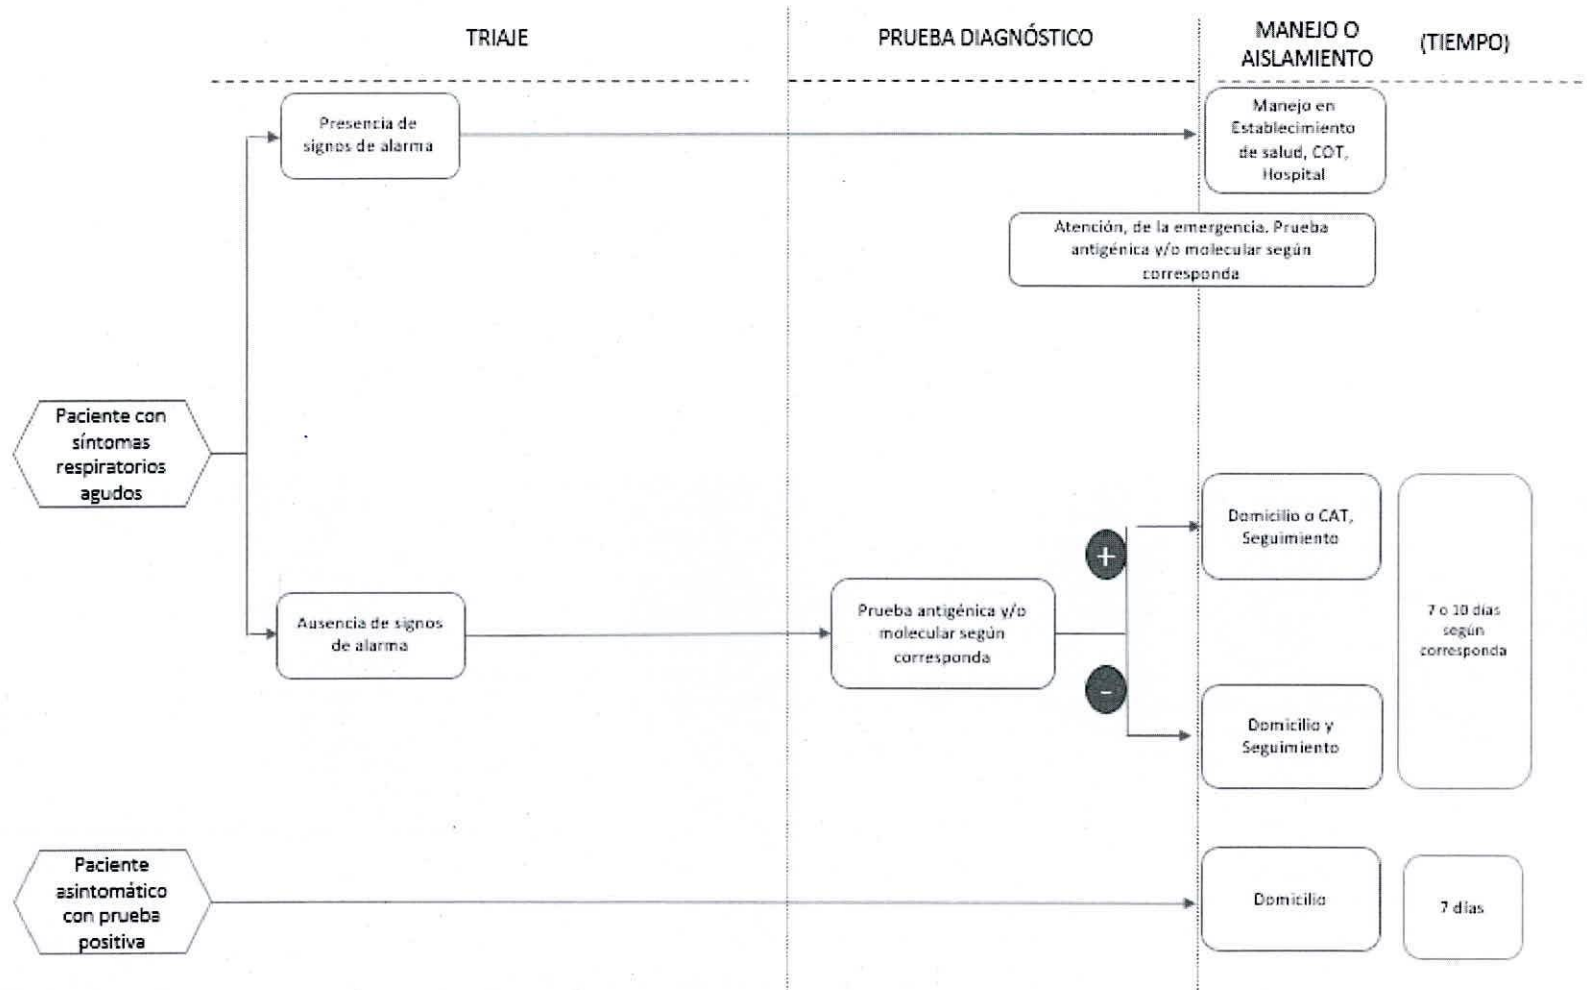 TRIAJE
PRUEBA DIAGNÓSTICO
MANEJO O
AISLAMIENTO
(TIEMPO)
Presencia de
signos de alarma
Manejo en
Establecimiento
de salud, COT,
Hospital
Atención, de la emergencia. Prueba
antigénica y/o molecular según
corresponda
Paciente con
síntomas
respiratorios
agudos
Ausencia de signos
de alarma
Prueba antigénica y/o
molecular según
corresponda
+
-
Domicilio o CAT,
Seguimiento
Domicilio y
Seguimiento
7 o 10 días
según
corresponda
Paciente
asintomático
con prueba
positiva
Domicilio
7 días